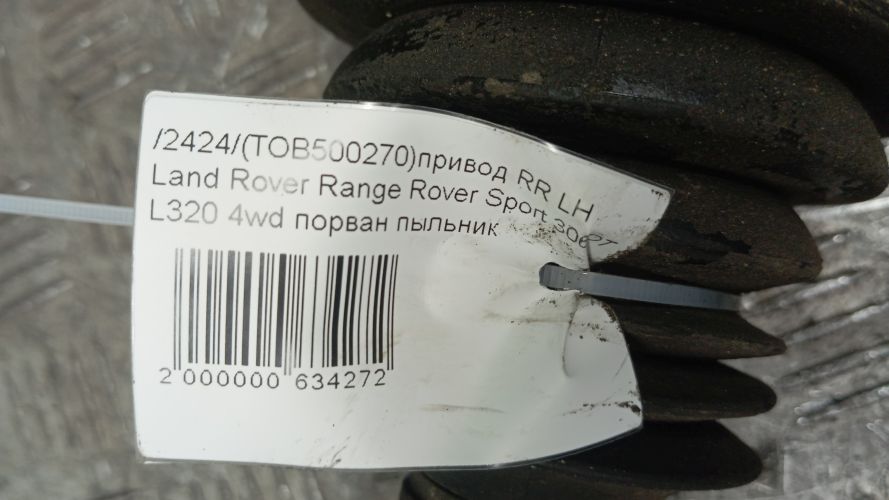 /2424/(TOB500270)привод RR LH
Land Rover Range Rover Sport
L320 4wd порван пыльник
2 000000 634272